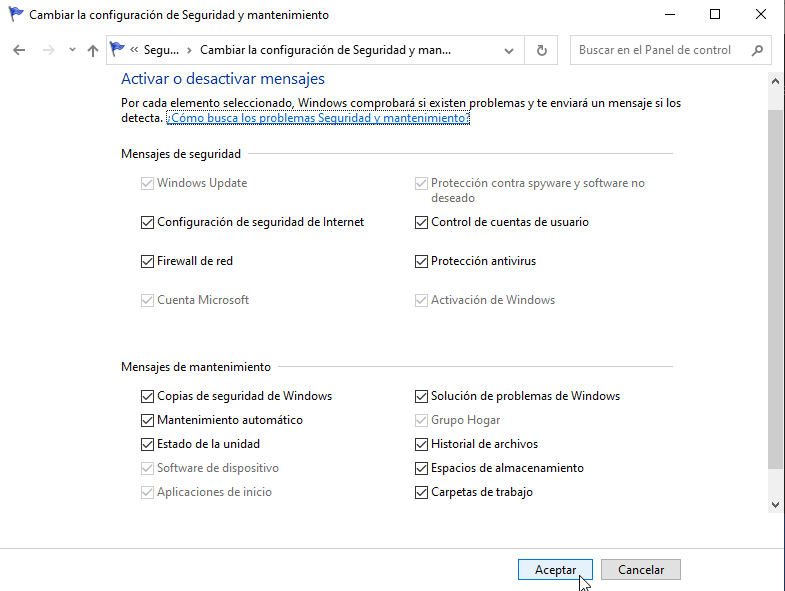 Cambiar la configuración de Seguridad y mantenimiento
« Segu... › Cambiar la configuración de Seguridad y man...
Buscar en el Panel de control
Activar o desactivar mensajes
Por cada elemento seleccionado, Windows comprobará si existen problemas y te enviará un mensaje si los
detecta. ¿Cómo busca los problemas Seguridad y mantenimiento?
Mensajes de seguridad
Windows Update
Protección contra spyware y software no
deseado
Configuración de seguridad de Internet
Control de cuentas de usuario
Firewall de red
Protección antivirus
Cuenta Microsoft
Activación de Windows
Mensajes de mantenimiento
Copias de seguridad de Windows
Solución de problemas de Windows
Mantenimiento automático
Grupo Hogar
Estado de la unidad
Historial de archivos
Software de dispositivo
Espacios de almacenamiento
Aplicaciones de inicio
Carpetas de trabajo
Aceptar
Cancelar